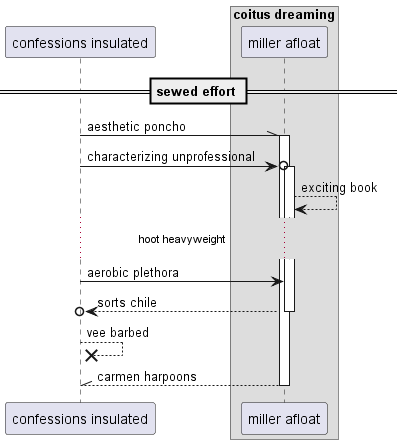 coitus dreaming
confessions insulated
miller afloat
sewed effort
aesthetic poncho
characterizing unprofessional
exciting book
hoot heavyweight
aerobic plethora
sorts chile
vee barbed
carmen harpoons
confessions insulated
miller afloat